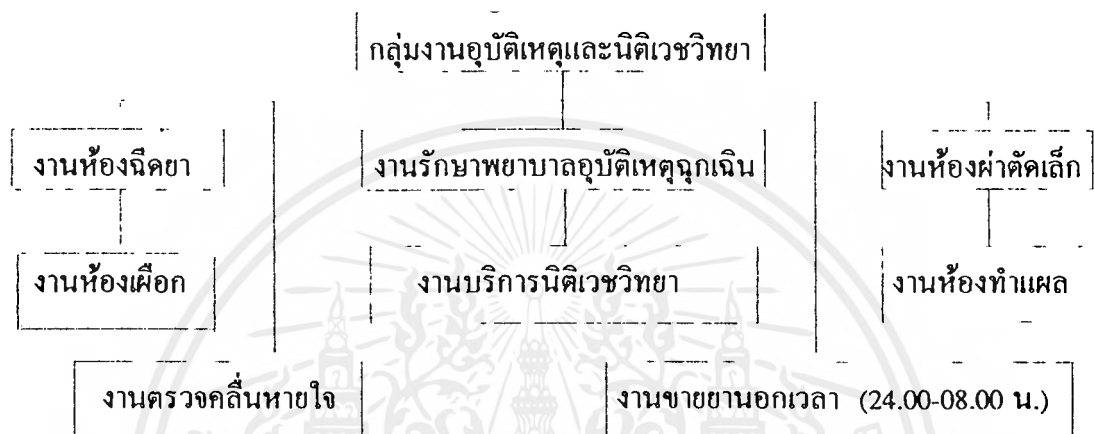 กลุ่มงานอุบัติเหตุและนิติเวชวิทยา
งานห้องฉีดยา งานรักษาพยาบาลอุบัติเหตุฉุกเฉิน งานห้องผ่าตัดเล็ก
งานห้องเผือก งานบริการนิติเวชวิทยา งานห้องทำแผล
งานตรวจคลื่นหายใจ งานขายยานอกเวลา (24.00-08.00 น.)